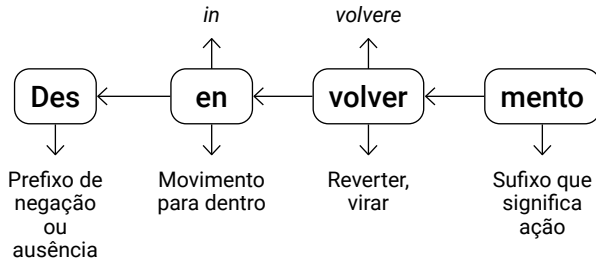 in
volvere
Des
en
volver
mento
Prefixo de
negação
ou
ausência
Movimento
para dentro
Reverter,
virar
Sufixo que
significa
ação